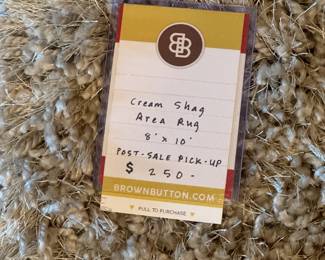 BB
Cream Shag
Area Rug
8' x 10'
POST-SALE PICK-UP
$ 250-
BROWNBUTTON.COM
PULL TO PURCHASE